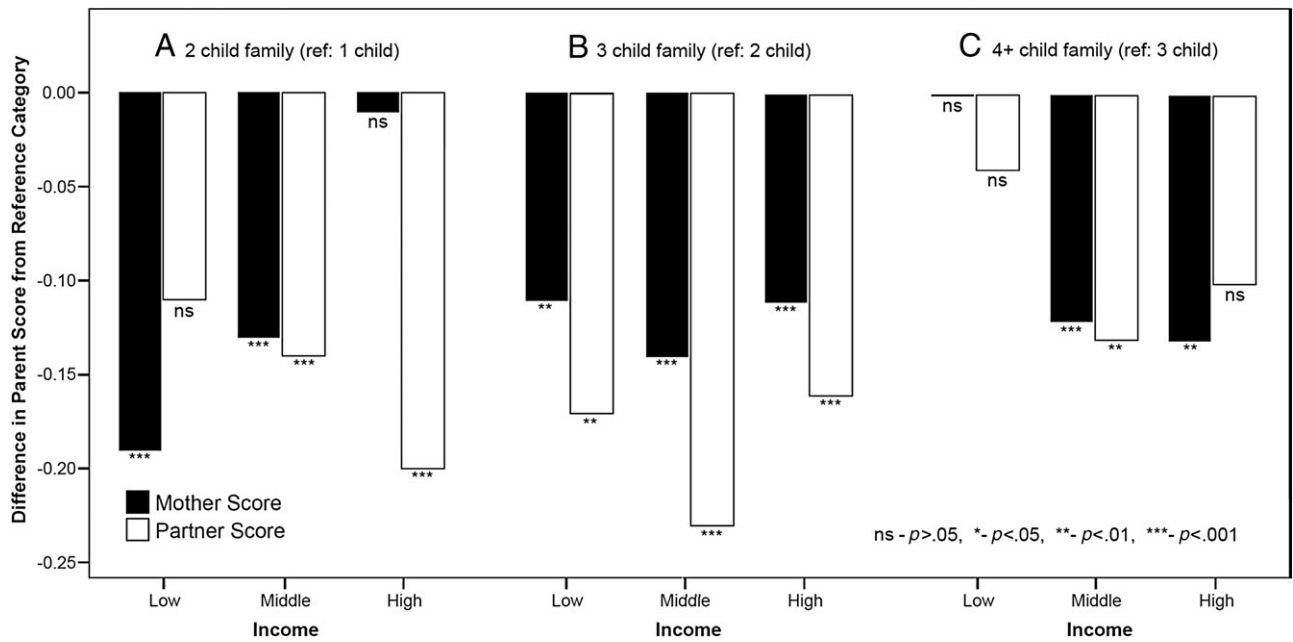 Difference in Parent Score from Reference Category
A 2 child family (ref: 1 child)
B 3 child family (ref: 2 child)
C 4+ child family (ref: 3 child)
0.00
-0.05
-0.10
-0.15
-0.20
-0.25
***
ns
***
***
ns
***
**
**
***
***
***
***
ns
ns
***
**
**
ns
Mother Score
Partner Score
ns - p>.05, *- p<.05, **- p<.01, ***- p<.001
Low Middle High
Low Middle High
Low Middle High
Income
Income
Income